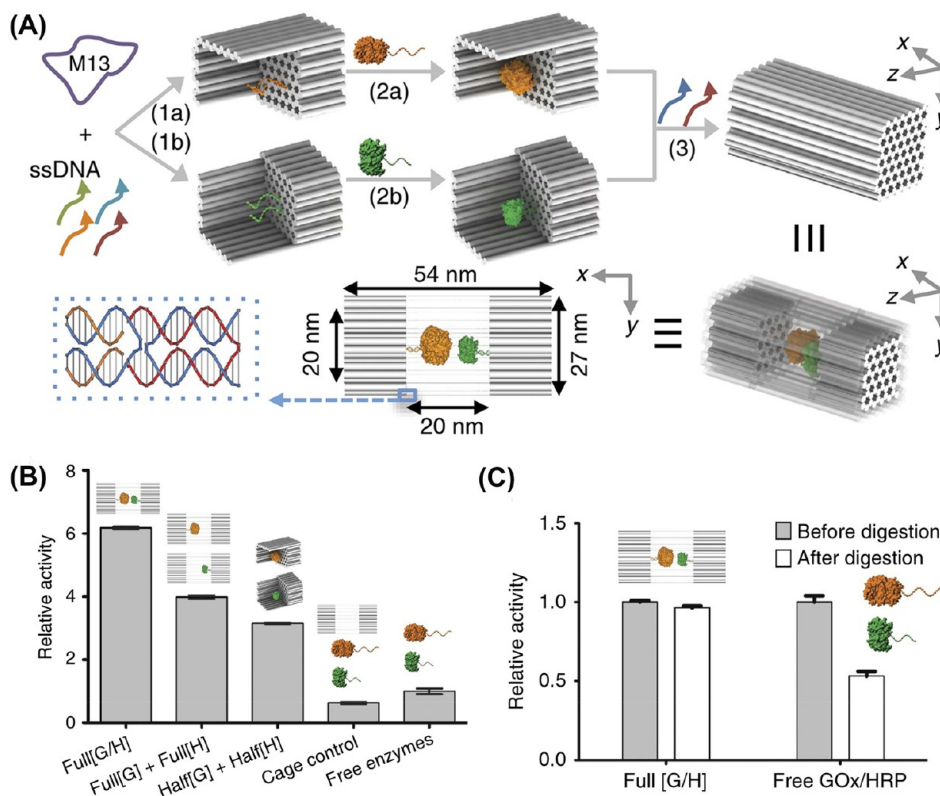 (A)
M13
+
ssDNA
(1a)
(1b)
(2a)
(2b)
(3)
x
z
y
54 nm
20 nm
27 nm
20 nm
x
y
x
z
y
(B)
Relative activity
8
6
4
2
0
Full[G/H]
Full[G] + Full[H]
Half[G] + Half[H]
Cage control
Free enzymes
(C)
Relative activity
1.5
1.0
0.5
0.0
Before digestion
After digestion
Full [G/H]
Free GOx/HRP